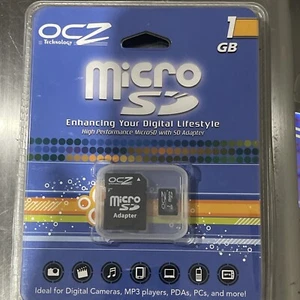 OCZ
Technology
1
GB
micro
SD
Enhancing Your Digital Lifestyle
High Performance MicroSD with SD Adapter
OCZ
micro
SD
Adapter
Ideal for Digital Cameras, MP3 players, PDAs, PCs, and more!